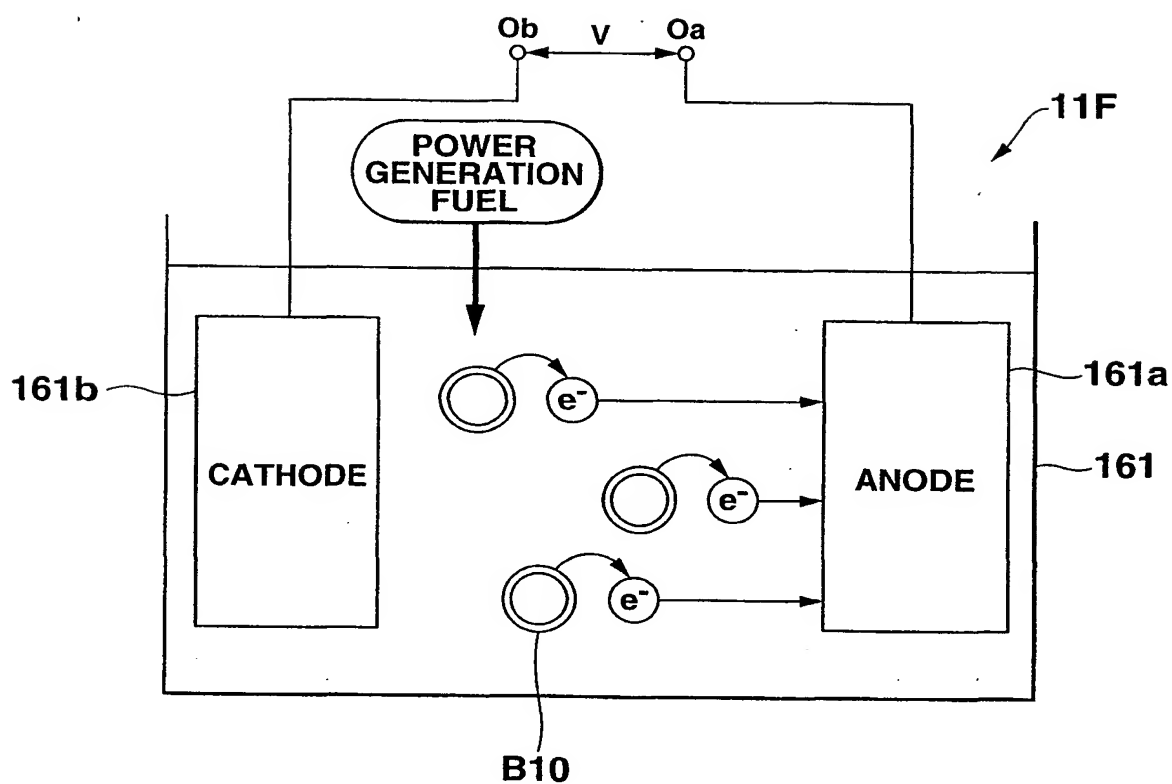 Ob
V
Oa
11F
POWER
GENERATION
FUEL
161b
161a
e-
CATHODE
ANODE
161
e-
e-
B10